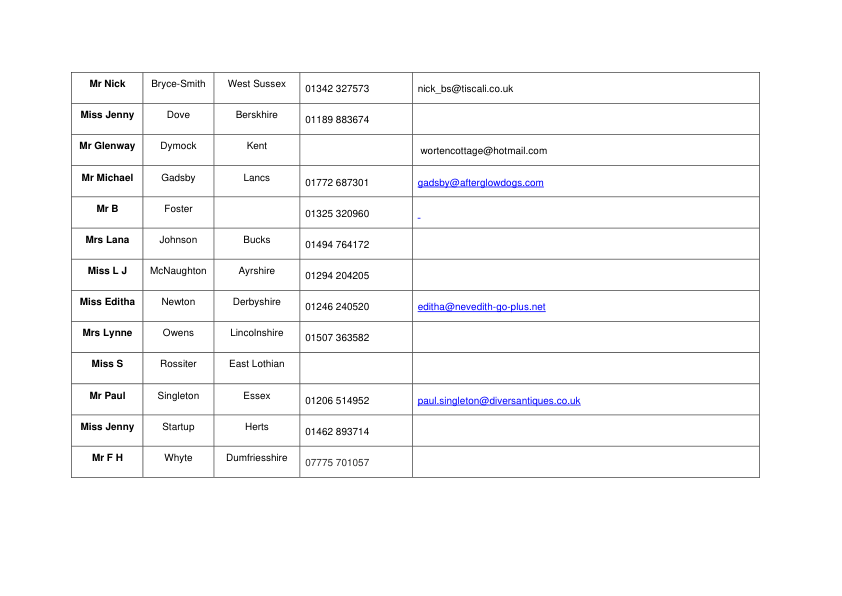 Mr Nick Bryce-Smith West Sussex 01342 327573 nick_bs@tiscali.co.uk
Miss Jenny Dove Berskhire 01189 883674
Mr Glenway Dymock Kent wortencottage@hotmail.com
Mr Michael Gadsby Lancs 01772 687301 gadsby@afterglowdogs.com
Mr B Foster 01325 320960
Mrs Lana Johnson Bucks 01494 764172
Miss L J McNaughton Ayrshire 01294 204205
Miss Editha Newton Derbyshire 01246 240520 editha@nevedith-go-plus.net
Mrs Lynne Owens Lincolnshire 01507 363582
Miss S Rossiter East Lothian
Mr Paul Singleton Essex 01206 514952 paul.singleton@diversantiques.co.uk
Miss Jenny Startup Herts 01462 893714
Mr F H Whyte Dumfriesshire 07775 701057